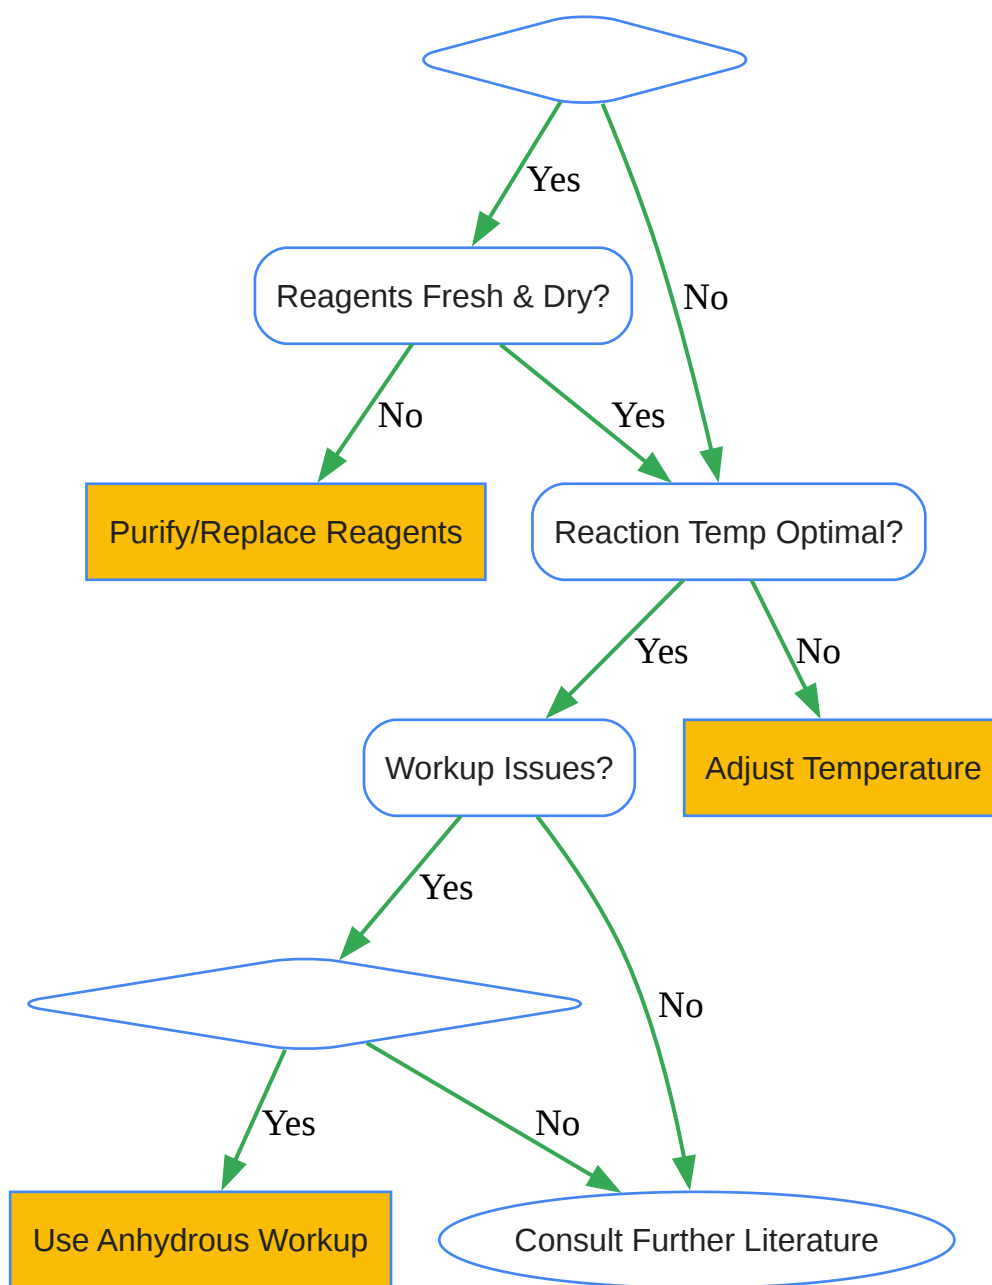 Yes
Reagents Fresh & Dry?
No
No
Yes
Purify/Replace Reagents
Reaction Temp Optimal?
Yes
No
Workup Issues?
Adjust Temperature
Yes
No
Yes
No
Use Anhydrous Workup
Consult Further Literature